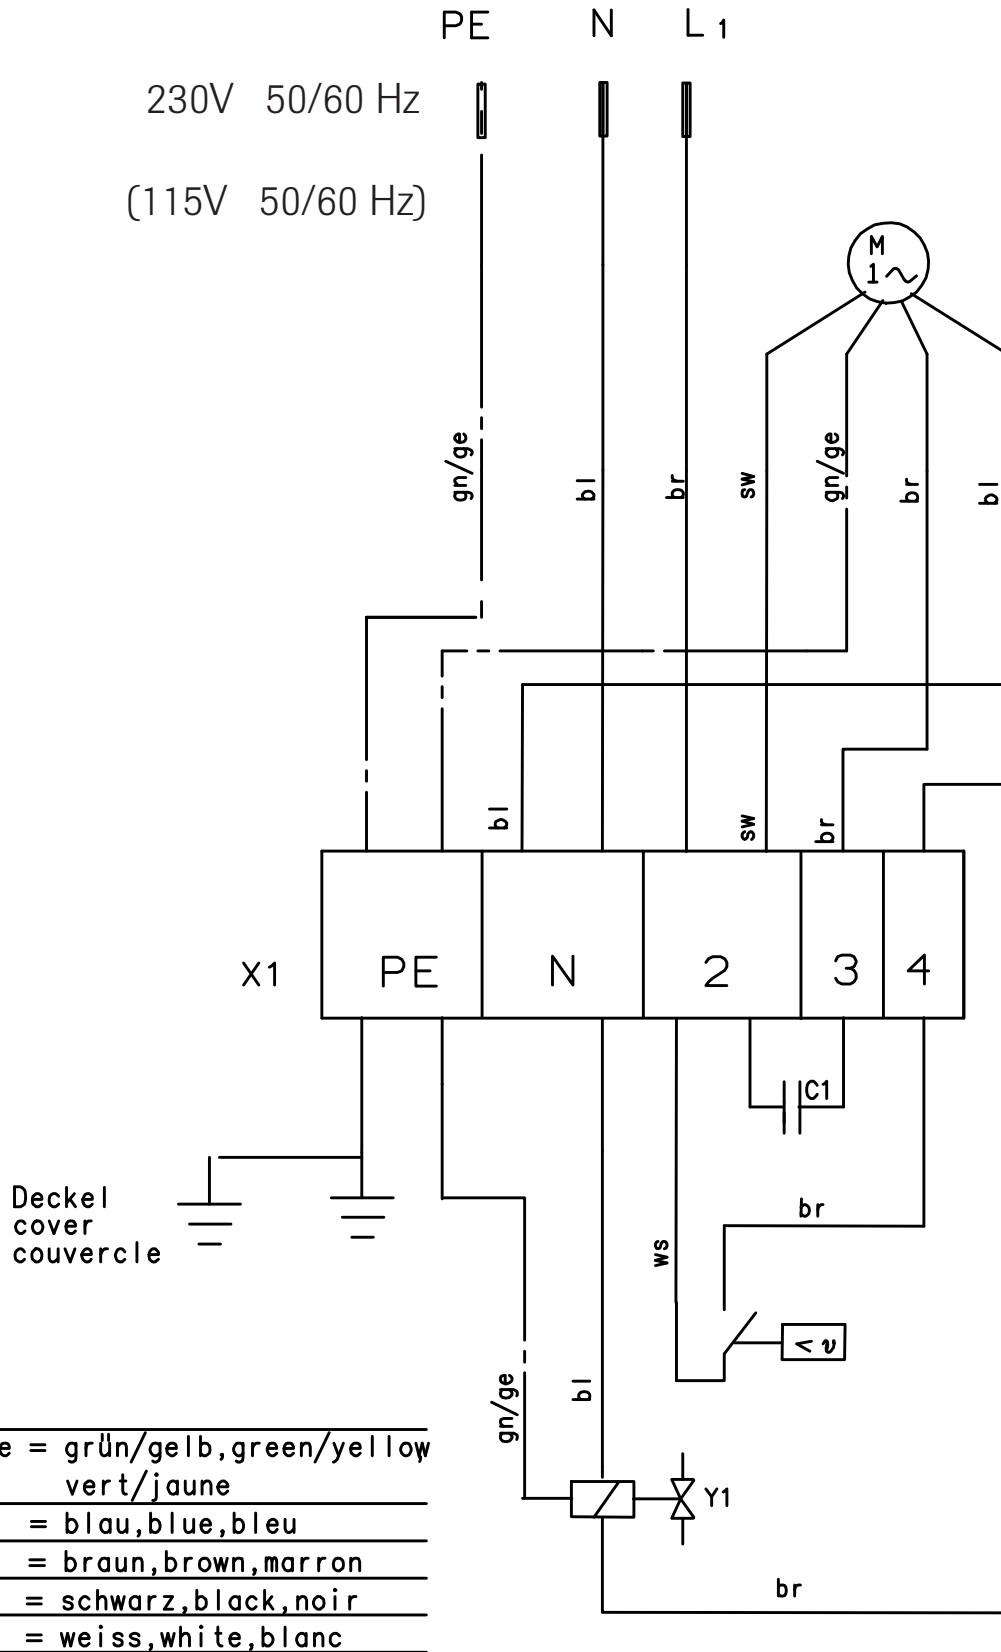 PE N L1
230V 50/60 Hz
(115V 50/60 Hz)
M
1
gn/ge
bl
br
sw
gn/ge
br
bl
bl
sw
br
X1
PE N 2 3 4
C1
Deckel
cover
couvercle
br
ws
< υ
gn/ge
bl
Y1
br
e = grün/gelb,green/yellow
vert/jaune
= blau,blue,bleu
= braun,brown,marron
= schwarz,black,noir
= weiss,white,blanc